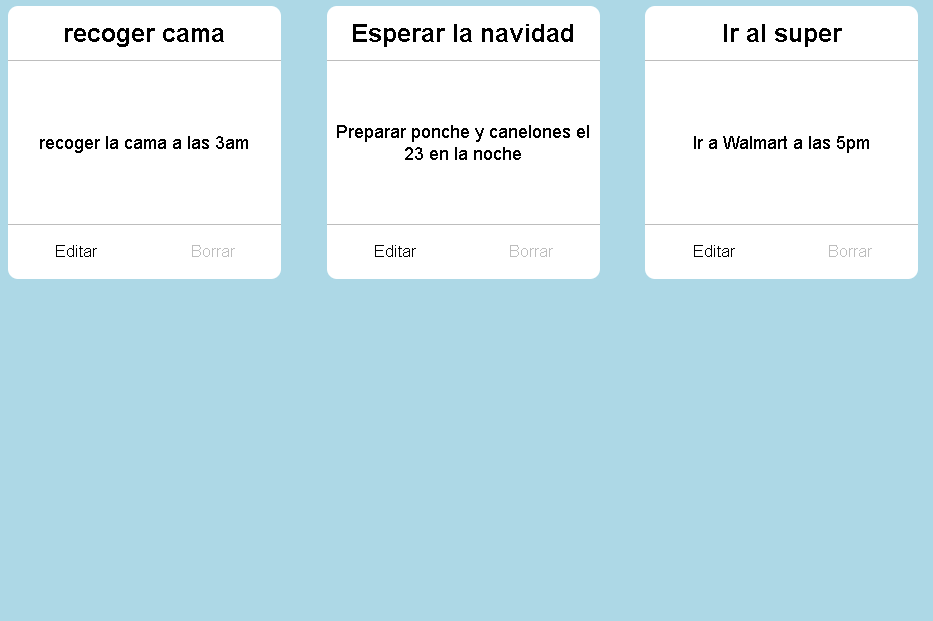 recoger cama
recoger la cama a las 3am
Editar Borrar
Esperar la navidad
Preparar ponche y canelones el
23 en la noche
Editar Borrar
Ir al super
Ir a Walmart a las 5pm
Editar Borrar